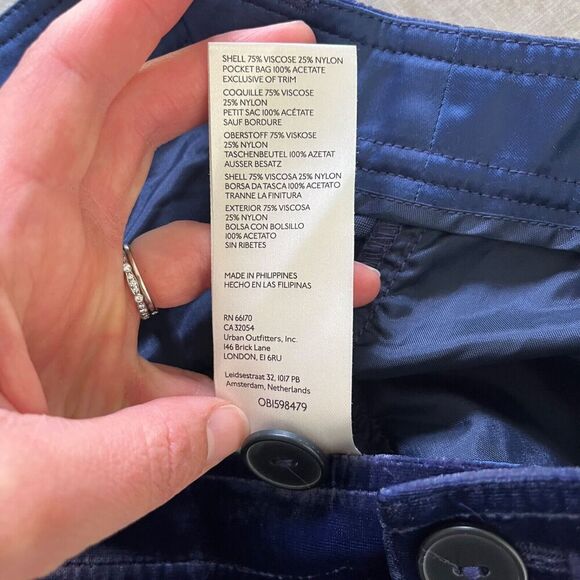 SHELL 75% VISCOSE 25% NYLON
POCKET BAG 100% ACETATE
EXCLUSIVE OF TRIM
COQUILLE 75% VISCOSE
25% NYLON
PETIT SAC 100% ACÉTATE
SAUF BORDURE
OBERSTOFF 75% VISKOSE
25% NYLON
TASCHENBEUTEL 100% AZETAT
AUSSER BESATZ
SHELL 75% VISCOSA 25% NYLON
BORSA DA TASCA 100% ACETATO
TRANNE LA FINITURA
EXTERIOR 75% VISCOSA
25% NYLON
BOLSA CON BOLSILLO
100% ACETATO
SIN RIBETES
MADE IN PHILIPPINES
HECHO EN LAS FILIPINAS
RN 66170
CA 32054
Urban Outfitters, Inc.
146 Brick Lane
LONDON, E1 6RU
Leidsestraat 32, 1017 PB
Amsterdam, Netherlands
OB1598479